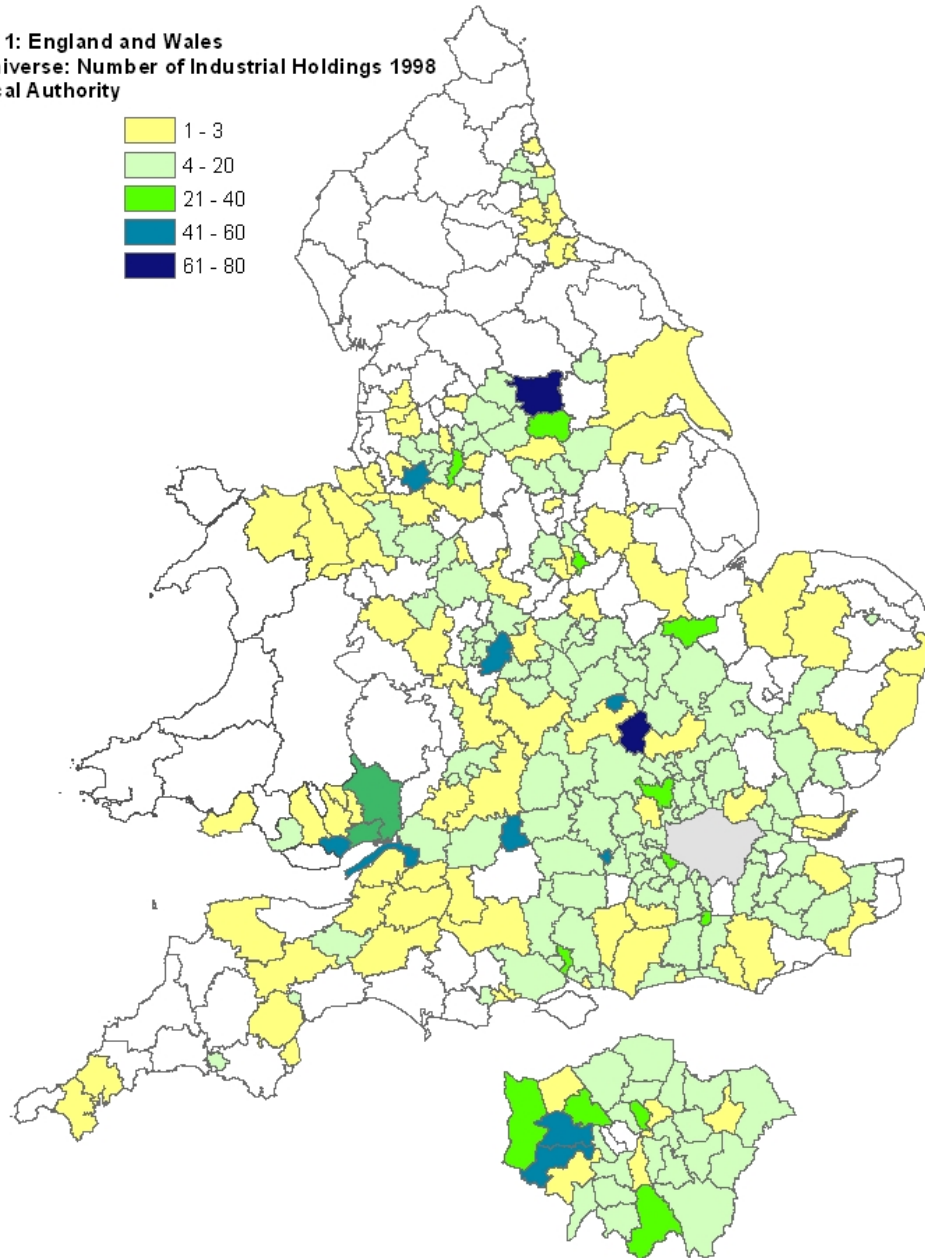 1: England and Wales
iverse: Number of Industrial Holdings 1998
cal Authority
1 - 3
4 - 20
21 - 40
41 - 60
61 - 80